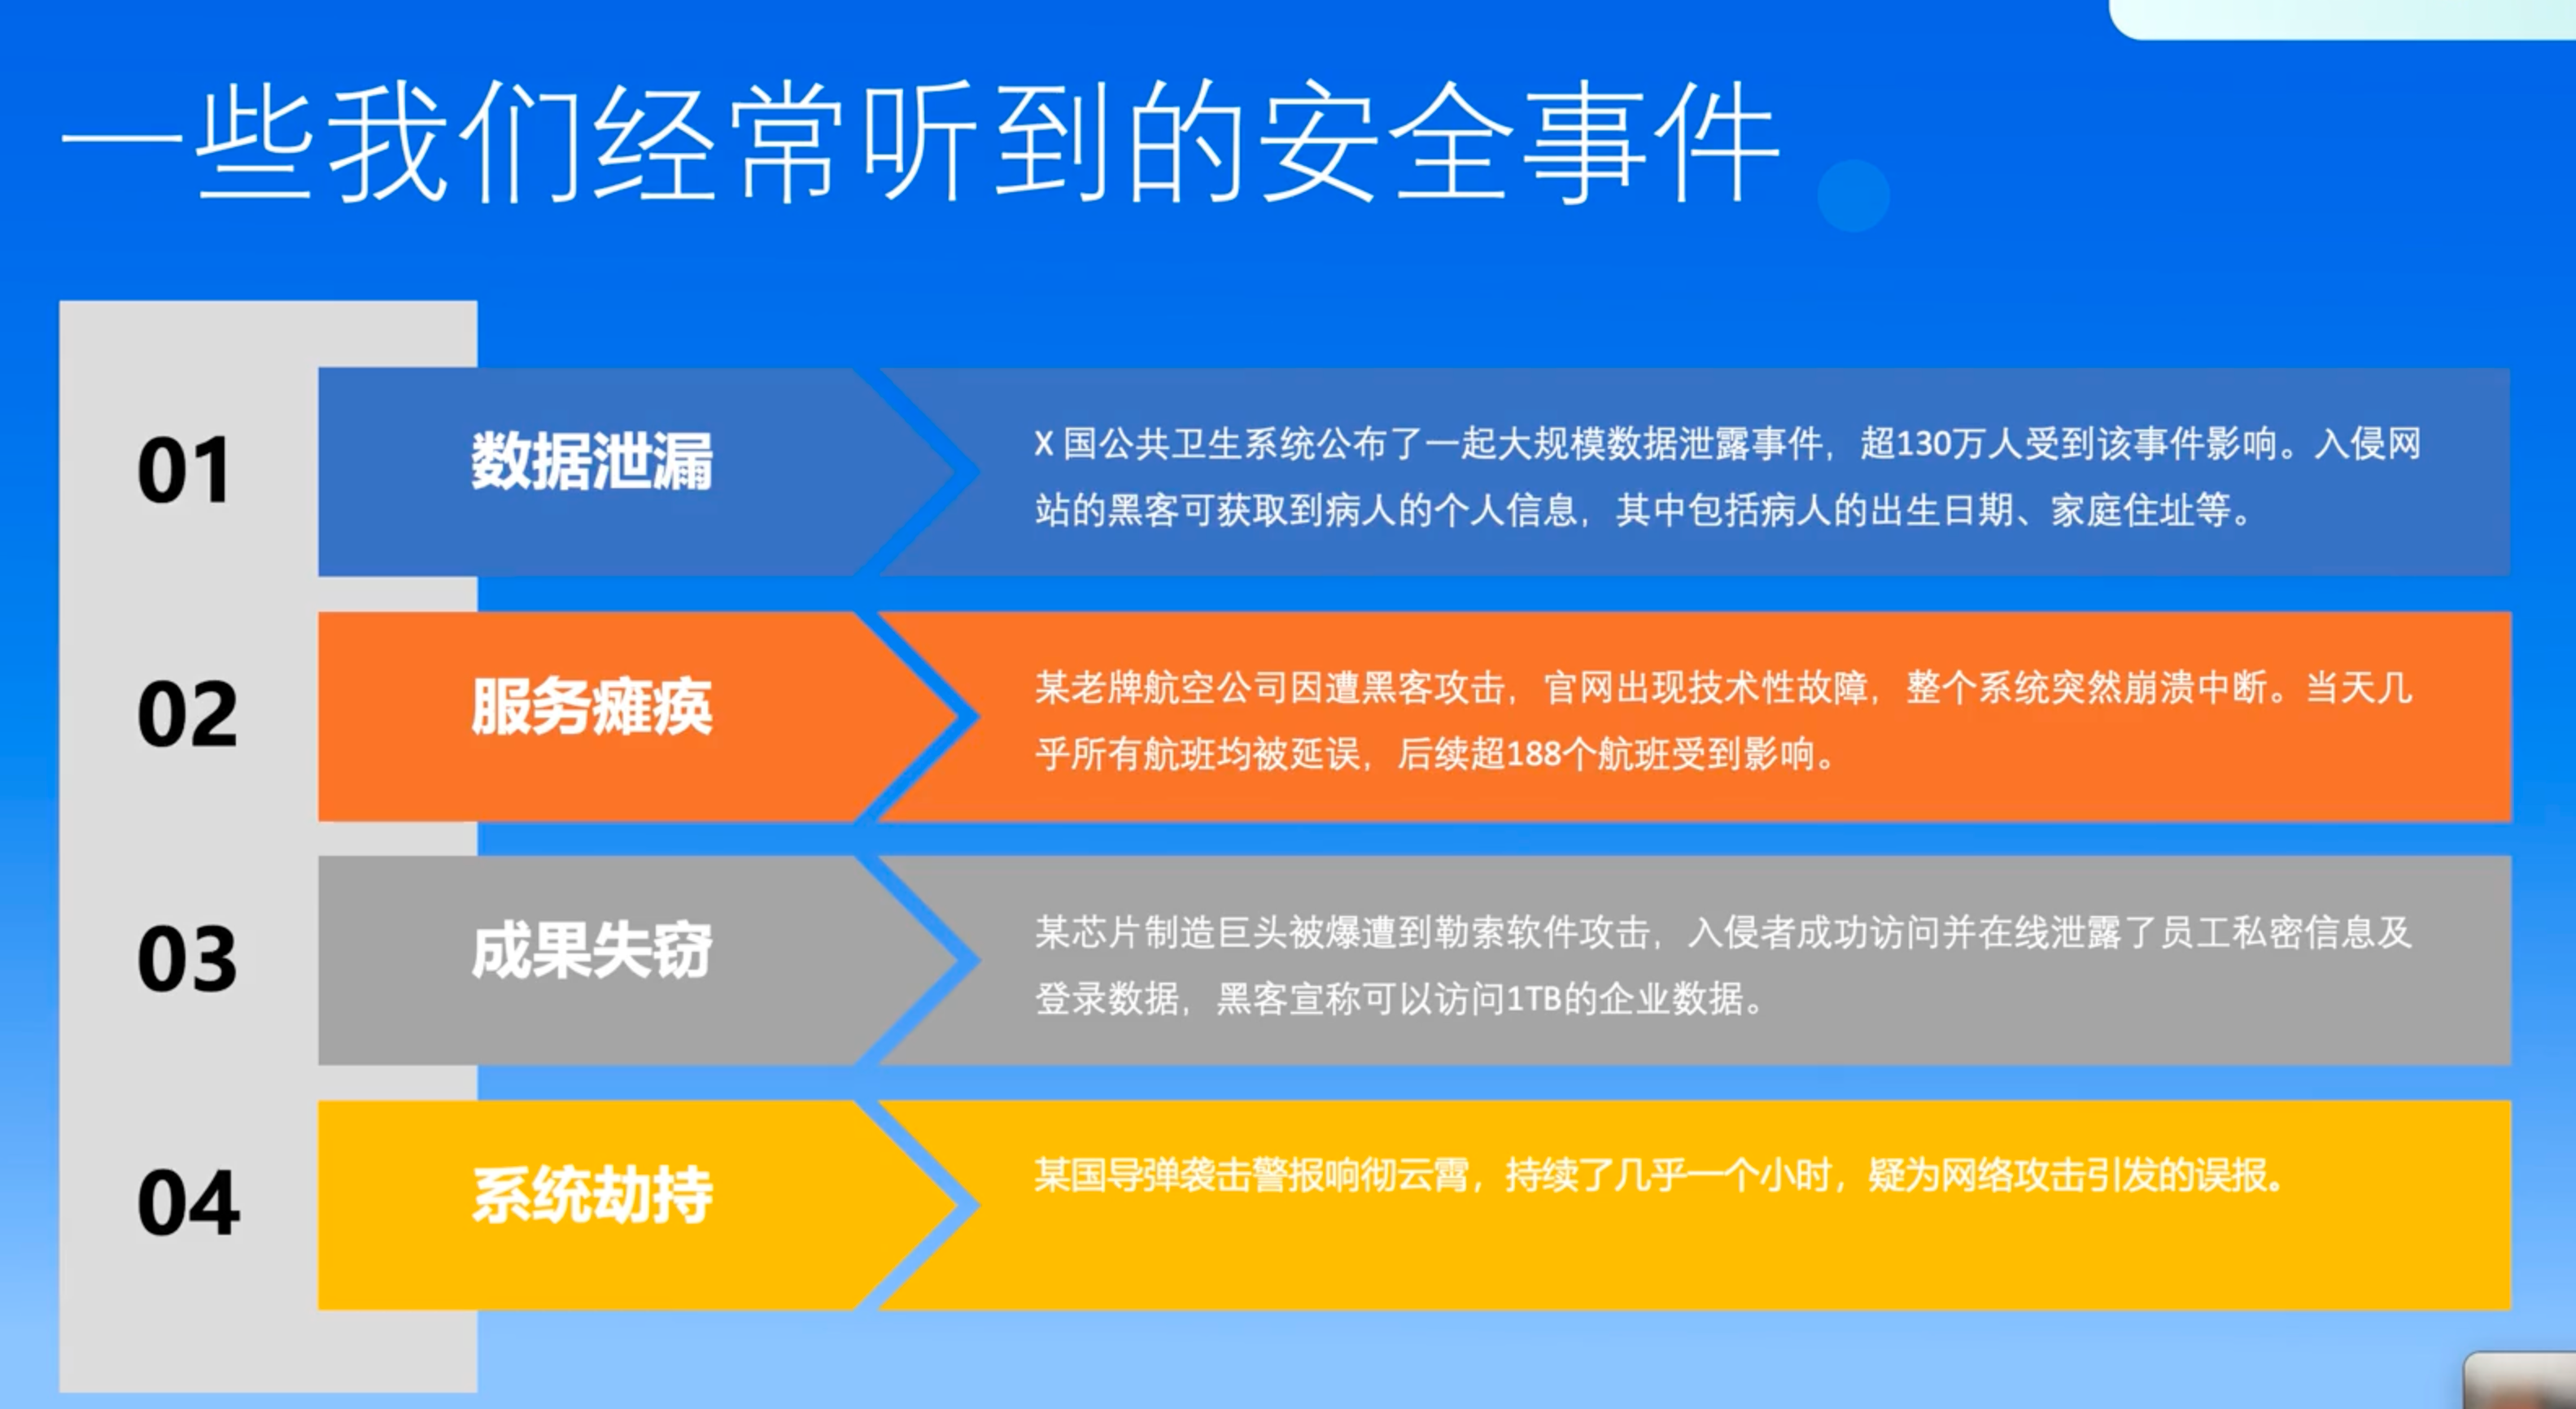 一些我们经常听到的安全事件
01
数据泄漏
X 国公共卫生系统公布了一起大规模数据泄露事件，超130万人受到该事件影响。入侵网
站的黑客可获取到病人的个人信息，其中包括病人的出生日期、家庭住址等。
02
服务瘫痪
某老牌航空公司因遭黑客攻击，官网出现技术性故障，整个系统突然崩溃中断。当天几
乎所有航班均被延误，后续超188个航班受到影响。
03
成果失窃
某芯片制造巨头被爆遭到勒索软件攻击，入侵者成功访问并在线泄露了员工私密信息及
登录数据，黑客宣称可以访问1TB的企业数据。
04
系统劫持
某国导弹袭击警报响彻云霄，持续了几乎一个小时，疑为网络攻击引发的误报。